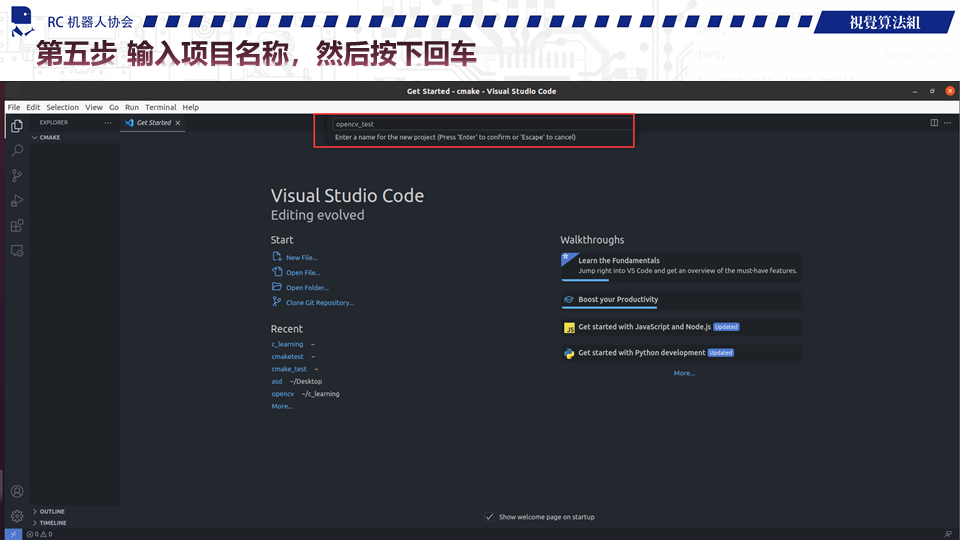 RC 机器人协会
視覺算法組
第五步 输入项目名称，然后按下回车
Get Started - cmake - Visual Studio Code
File Edit Selection View Go Run Terminal Help
EXPLORER
Get Started
CMAKE
opencv_test
Enter a name for the new project (Press 'Enter' to confirm or 'Escape' to cancel)
Visual Studio Code
Editing evolved
Start
New File...
Open File...
Open Folder...
Clone Git Repository...
Recent
c_learning ~
cmaketest ~
cmake_test ~
asd ~/Desktop
opencv ~/c_learning
More...
Walkthroughs
Learn the Fundamentals
Jump right into VS Code and get an overview of the must-have features.
Boost your Productivity
JS
Get started with JavaScript and Node.js Updated
Get started with Python development Updated
More...
OUTLINE
TIMELINE
Show welcome page on startup
0 0